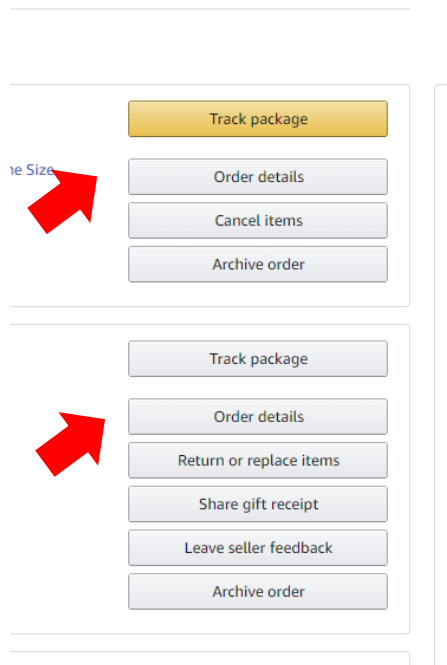 Track package
ne Size
Order details
Cancel items
Archive order
Track package
Order details
Return or replace items
Share gift receipt
Leave seller feedback
Archive order